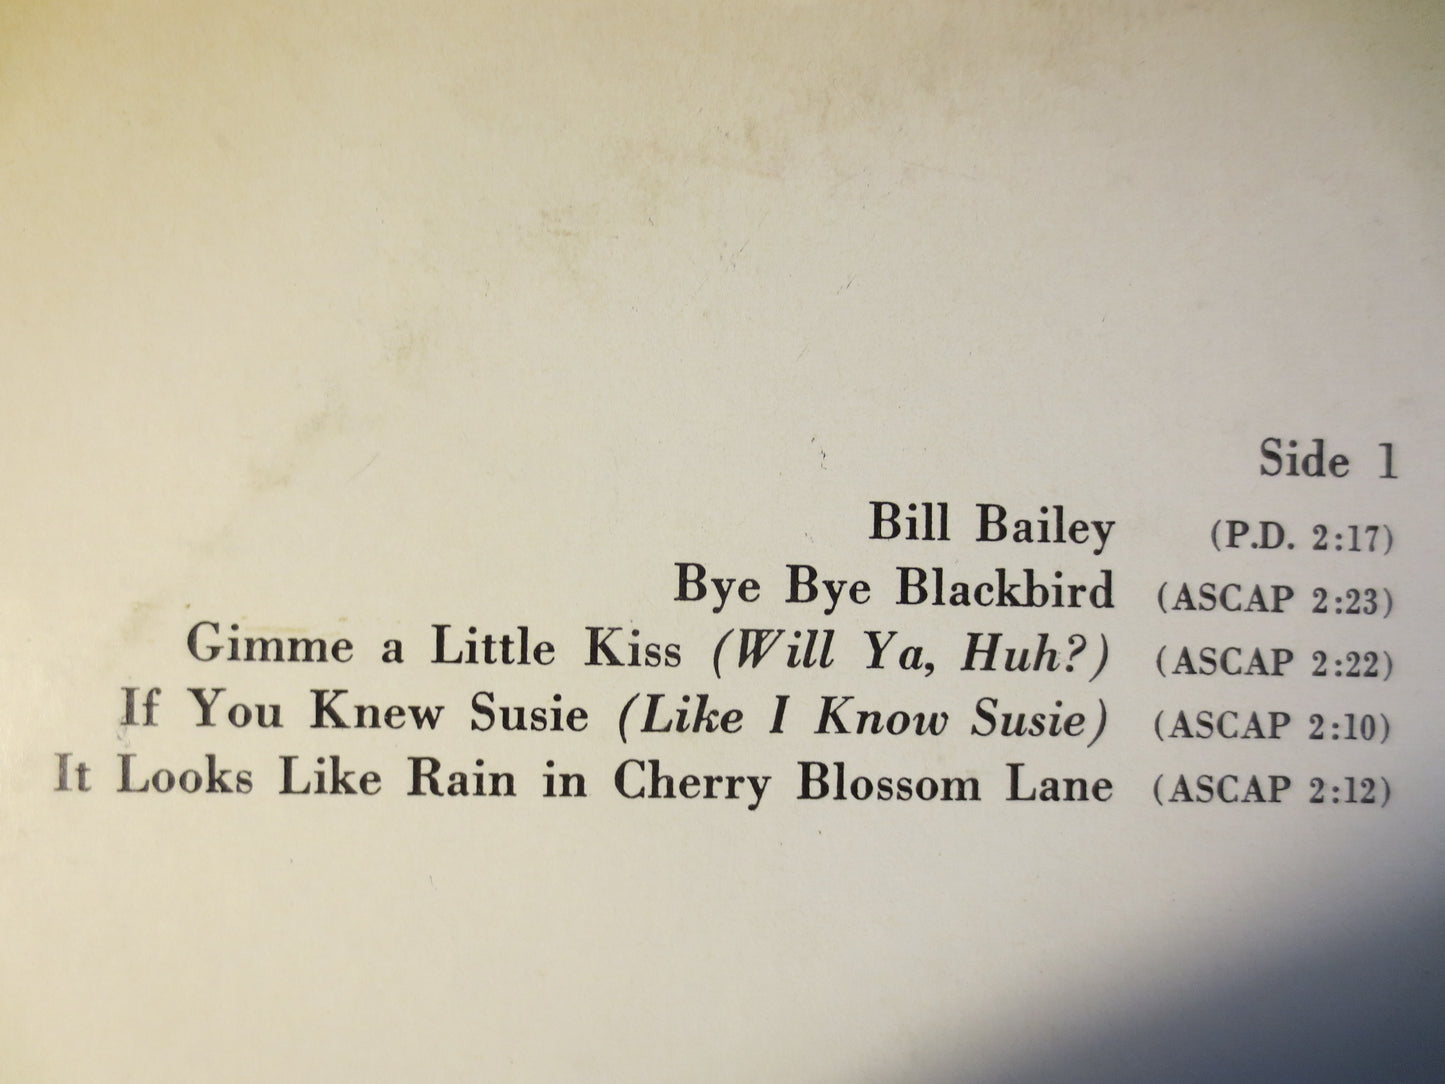 Side 1
Bill Bailey (P.D. 2:17)
Bye Bye Blackbird (ASCAP 2:23)
Gimme a Little Kiss (Will Ya, Huh?) (ASCAP 2:22)
If You Knew Susie (Like I Know Susie) (ASCAP 2:10)
It Looks Like Rain in Cherry Blossom Lane (ASCAP 2:12)